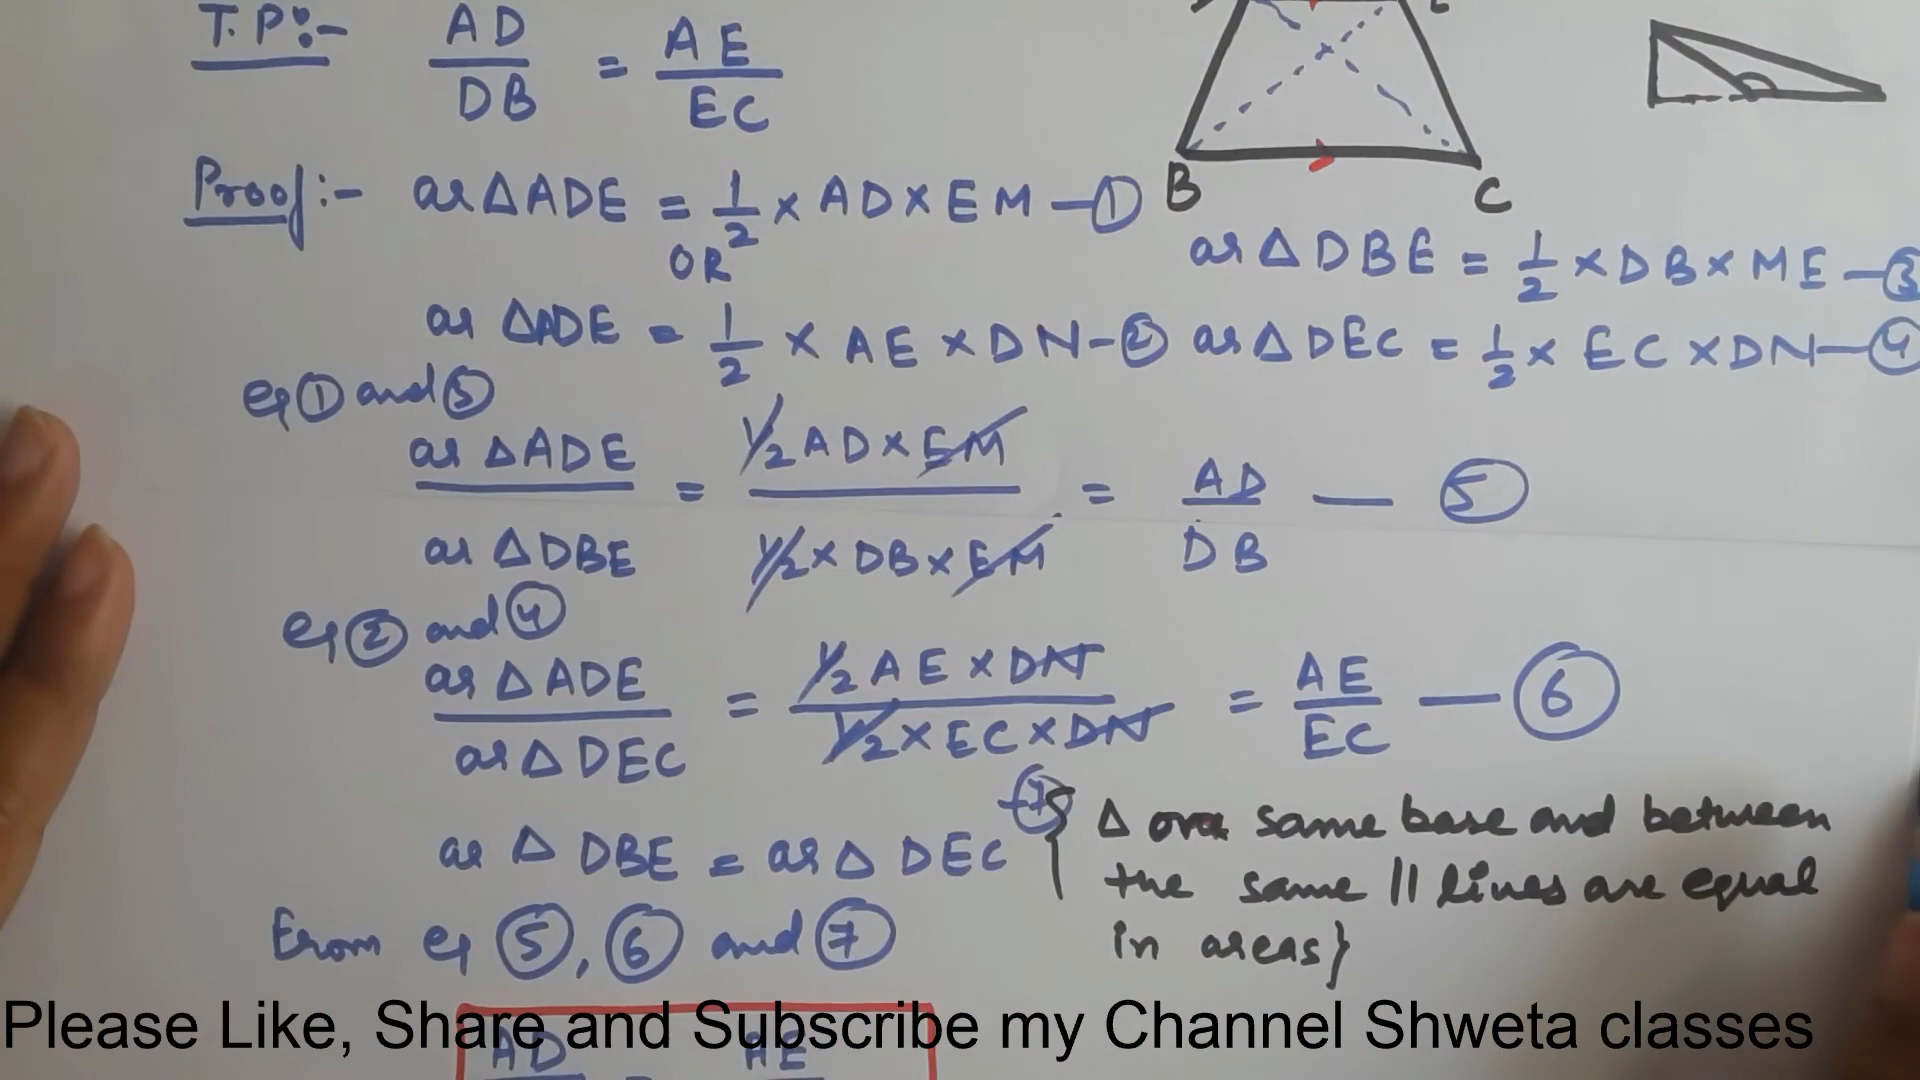 T.P:- AD/DB = AE/EC
B C
Proof:- ar△ADE = 1/2 × AD × EM — ①
OR
ar △DBE = 1/2 × DB × ME — ③
ar △ADE = 1/2 × AE × DN — ②
ar △DEC = 1/2 × EC × DN — ④
eq ① and ③
ar △ADE / ar △DBE = 1/2 AD × EM / 1/2 × DB × EM = AD/DB — ⑤
eq ② and ④
ar △ADE / ar △DEC = 1/2 AE × DN / 1/2 × EC × DN = AE/EC — ⑥
ar △ DBE = ar △ DEC — ⑦
{△ over same base and between
the same || lines are equal
in areas}
From eq ⑤, ⑥ and ⑦
AD = AE
Please Like, Share and Subscribe my Channel Shweta classes